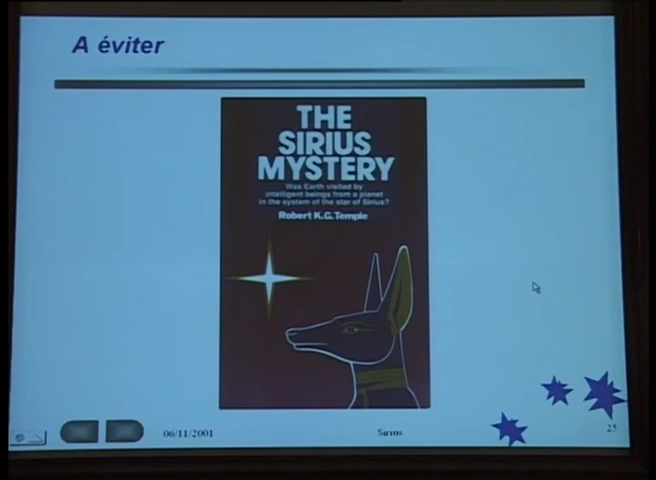 A éviter
THE
SIRIUS
MYSTERY
Was Earth visited by
intelligent beings from a planet
in the system of the star of Sirius?
Robert K.G. Temple
06/11/2001
Sirius
25